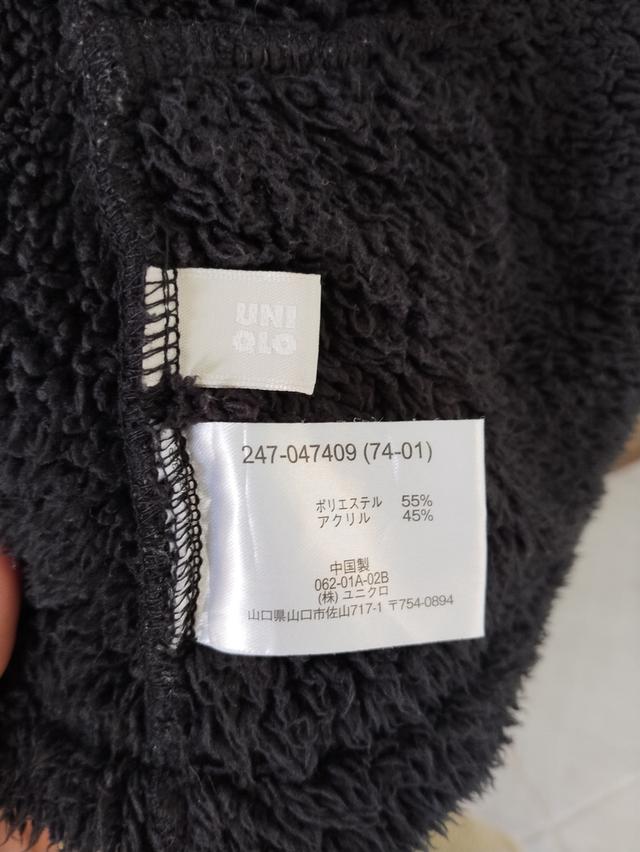 UNI
QLO
247-047409 (74-01)
ポリエステル 55%
アクリル 45%
中国製
062-01A-02B
(株) ユニクロ
山口県山口市佐山717-1 〒754-0894